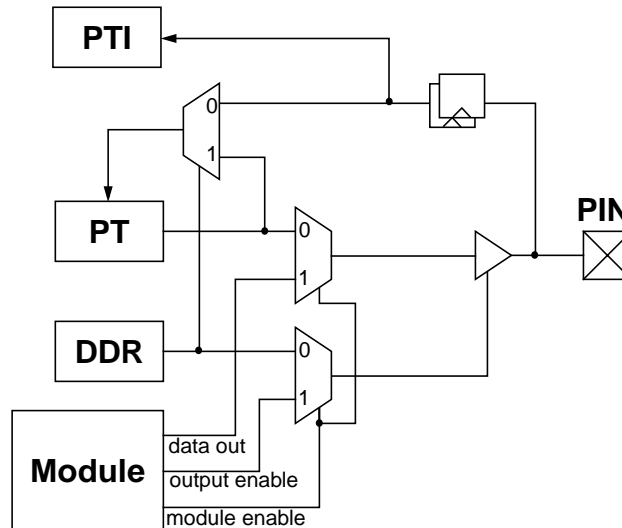 PTI
0
1
PT
PIN
0
1
DDR
0
1
Module
data out
output enable
module enable